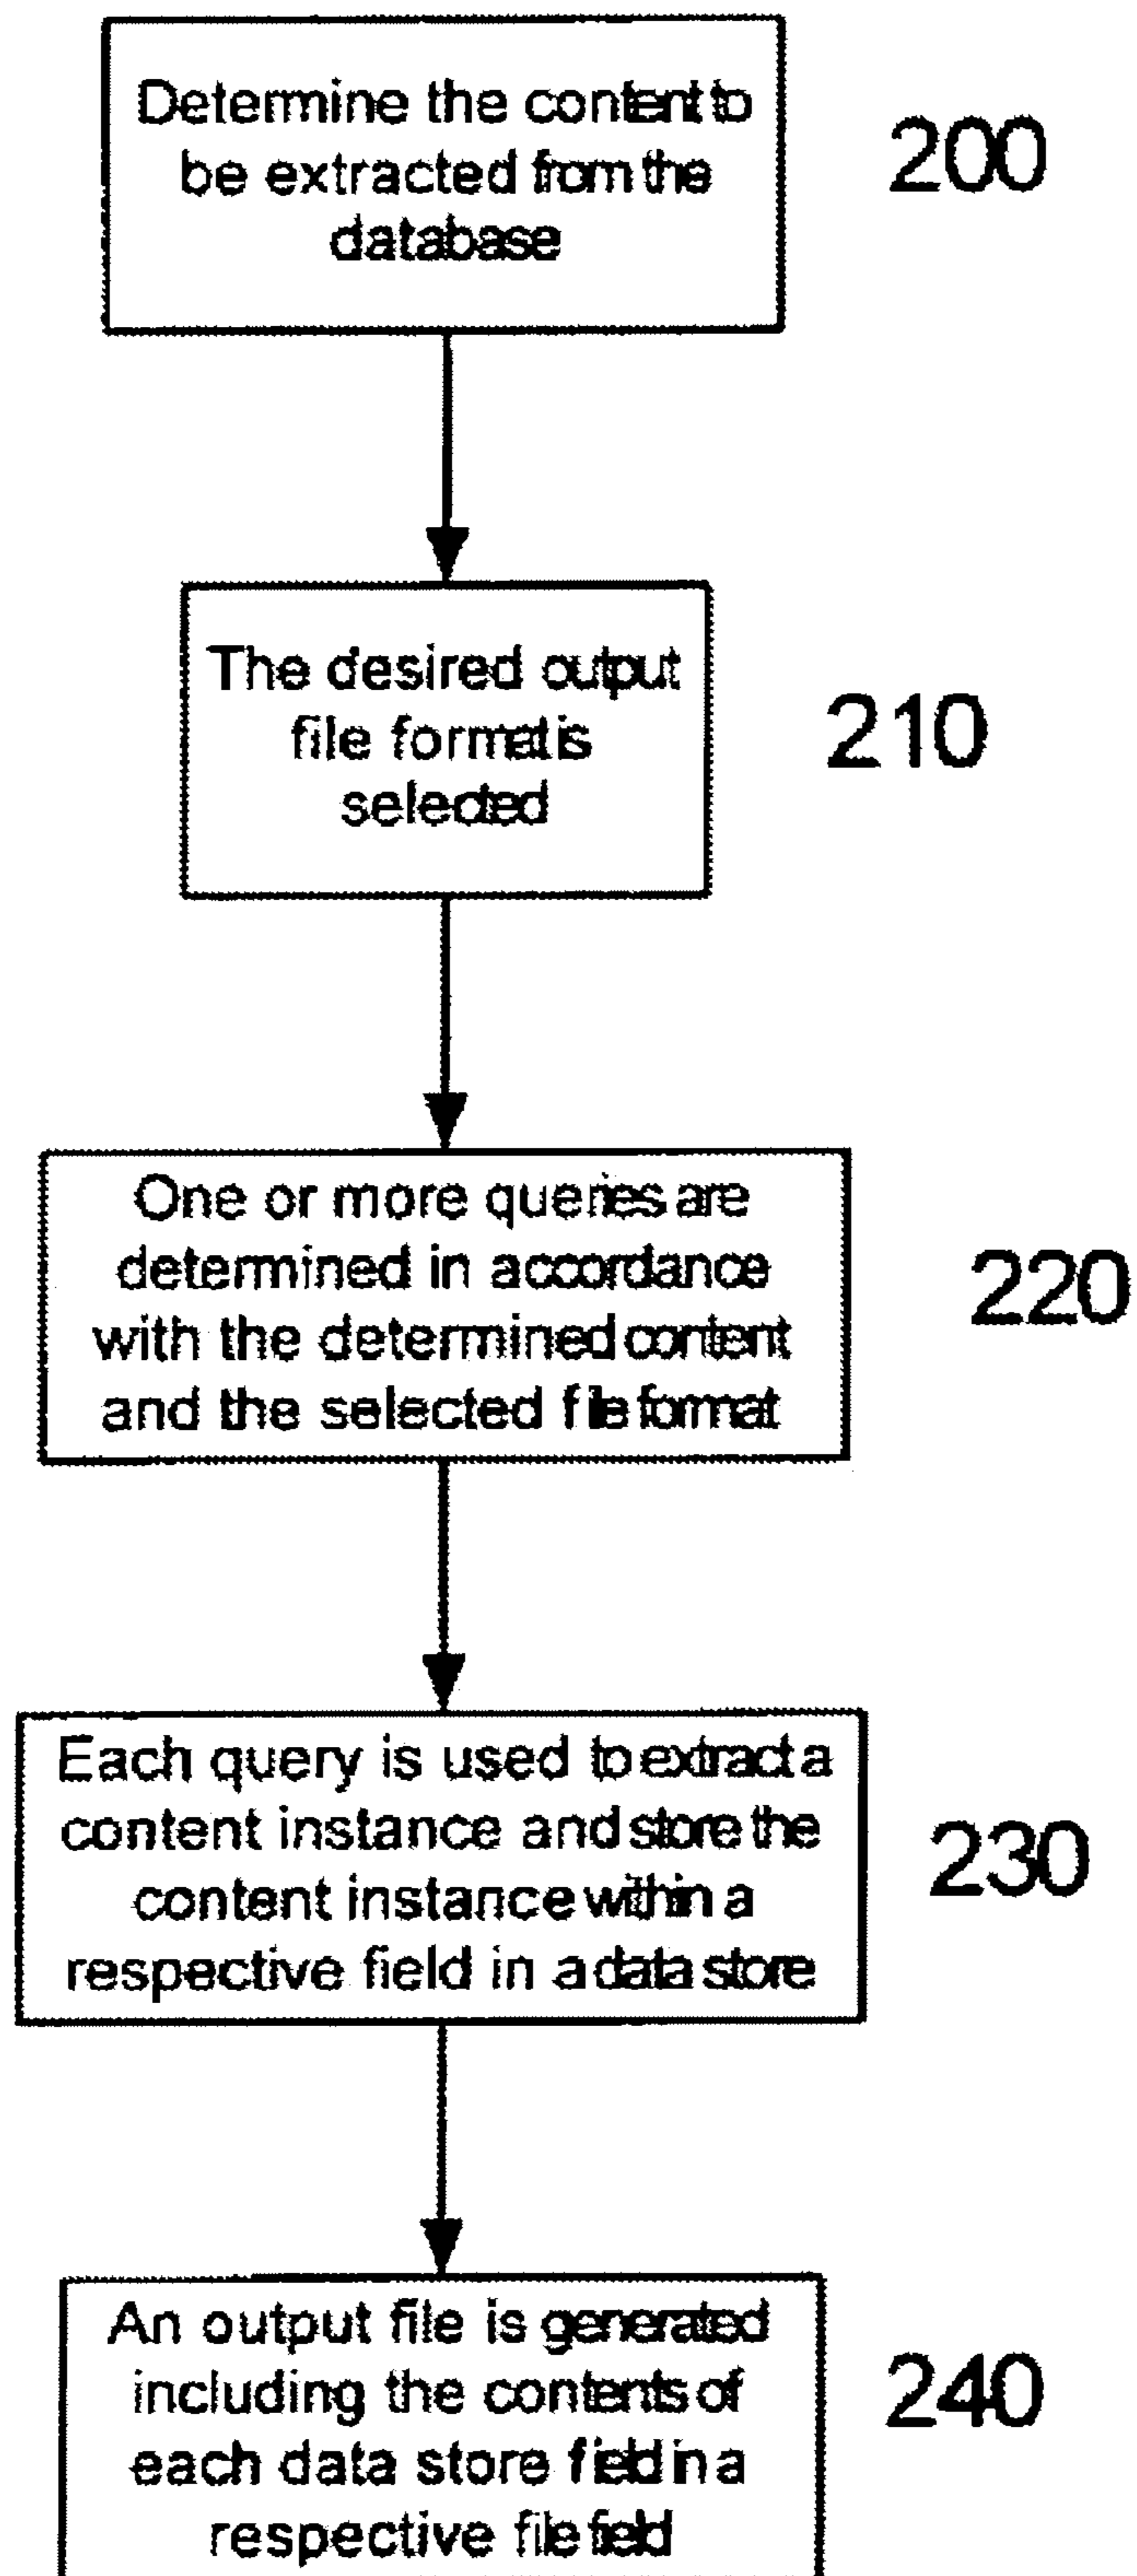 Determine the content to
be extracted from the
database
200
The desired output
file format is
selected
210
One or more queries are
determined in accordance
with the determined content
and the selected file format
220
Each query is used to extract a
content instance and store the
content instance within a
respective field in a data store
230
An output file is generated
including the contents of
each data store field in a
respective file field
240